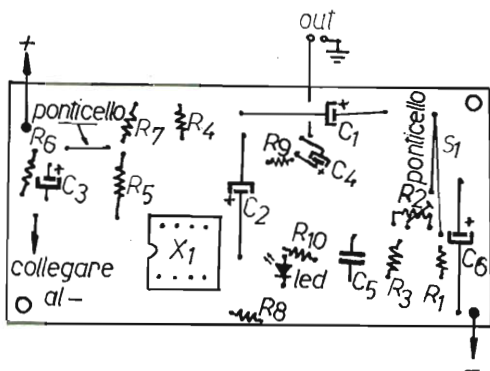 out
+
ponticello
R6
R7
R4
+
C1
R9
+
C4
ponticello
S1
+
C3
R5
+
C2
R2
X1
R10
+
C6
collegare
al -
led
C5
R3
R1
R8
-